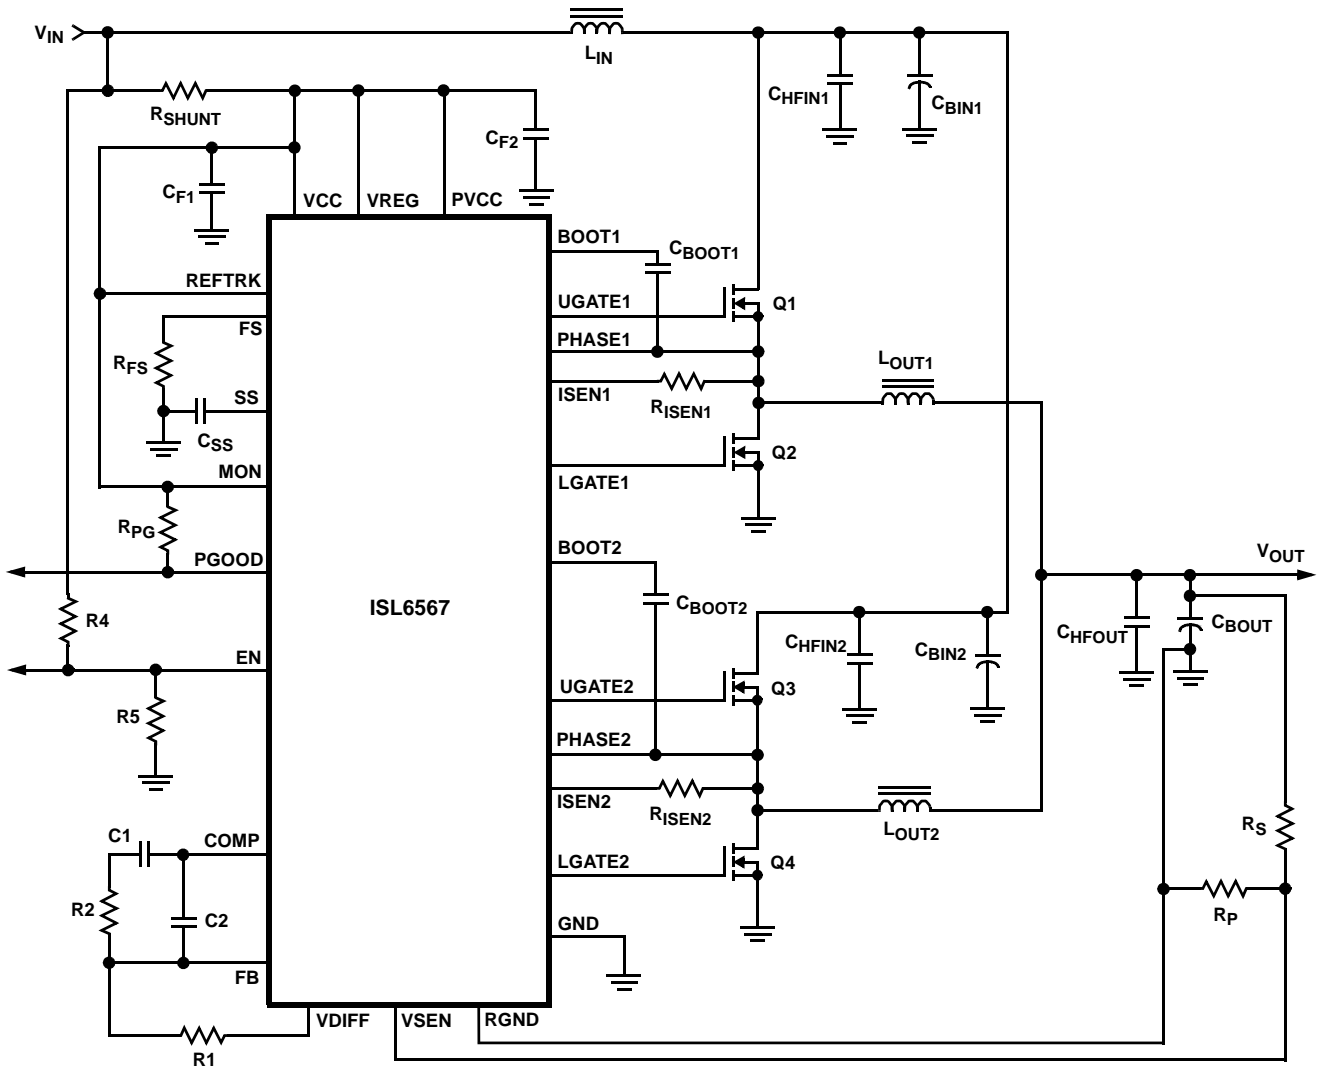 VIN
LIN
RSHUNT
CHFIN1
CBIN1
CF2
CF1
VCC
VREG
PVCC
BOOT1
CBOOT1
REFTRK
UGATE1
Q1
FS
PHASE1
RFS
LOUT1
SS
ISEN1
RISEN1
CSS
Q2
MON
LGATE1
RPG
PGOOD
BOOT2
VOUT
ISL6567
CBOOT2
R4
CHFOUT
CBOUT
CHFIN2
CBIN2
EN
UGATE2
Q3
R5
PHASE2
ISEN2
RISEN2
LOUT2
RS
C1
COMP
LGATE2
Q4
R2
C2
RP
GND
FB
VDIFF
VSEN
RGND
R1